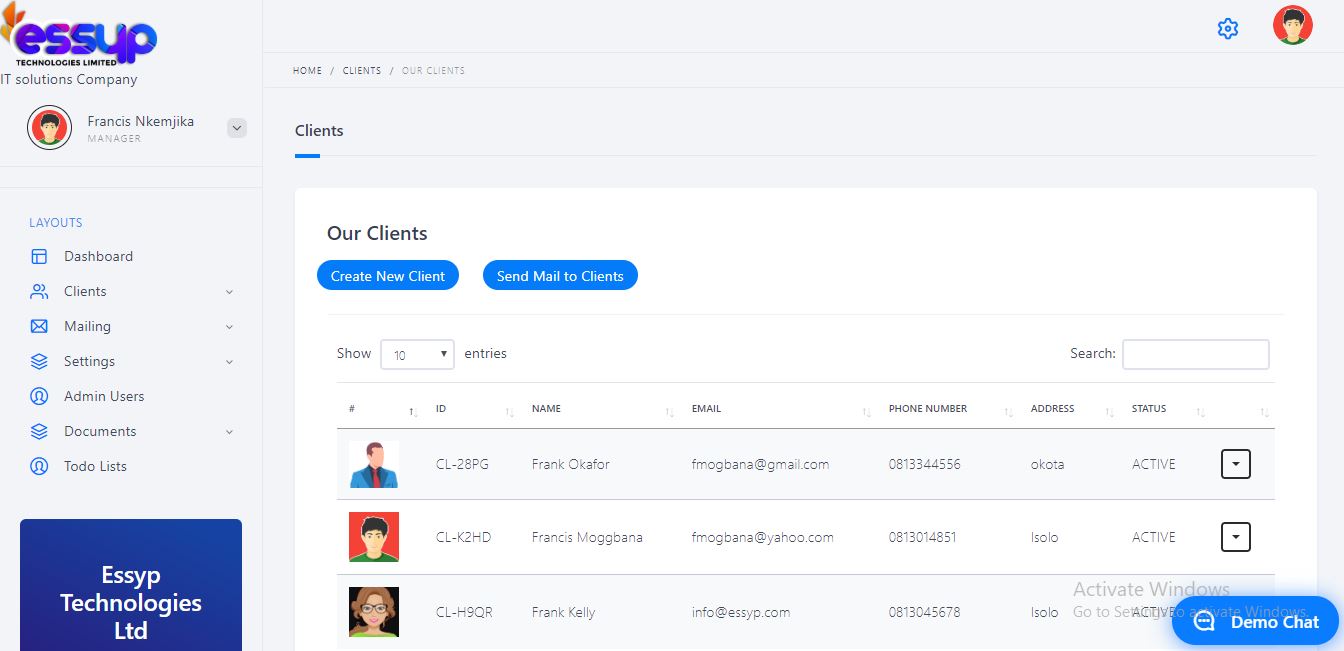 essyp
TECHNOLOGIES LIMITED
IT solutions Company
Francis Nkemjika
MANAGER
LAYOUTS
Dashboard
Clients
Mailing
Settings
Admin Users
Documents
Todo Lists
Essyp
Technologies
Ltd
HOME / CLIENTS / OUR CLIENTS
Clients
Our Clients
Create New Client Send Mail to Clients
Show 10 entries Search:
# ID NAME EMAIL PHONE NUMBER ADDRESS STATUS
CL-28PG Frank Okafor fmogbana@gmail.com 0813344556 okota ACTIVE
CL-K2HD Francis Moggbana fmogbana@yahoo.com 0813014851 Isolo ACTIVE
CL-H9QR Frank Kelly info@essyp.com 0813045678 Isolo ACTIVE
Activate Windows
Go to Settings to activate Windows.
Demo Chat